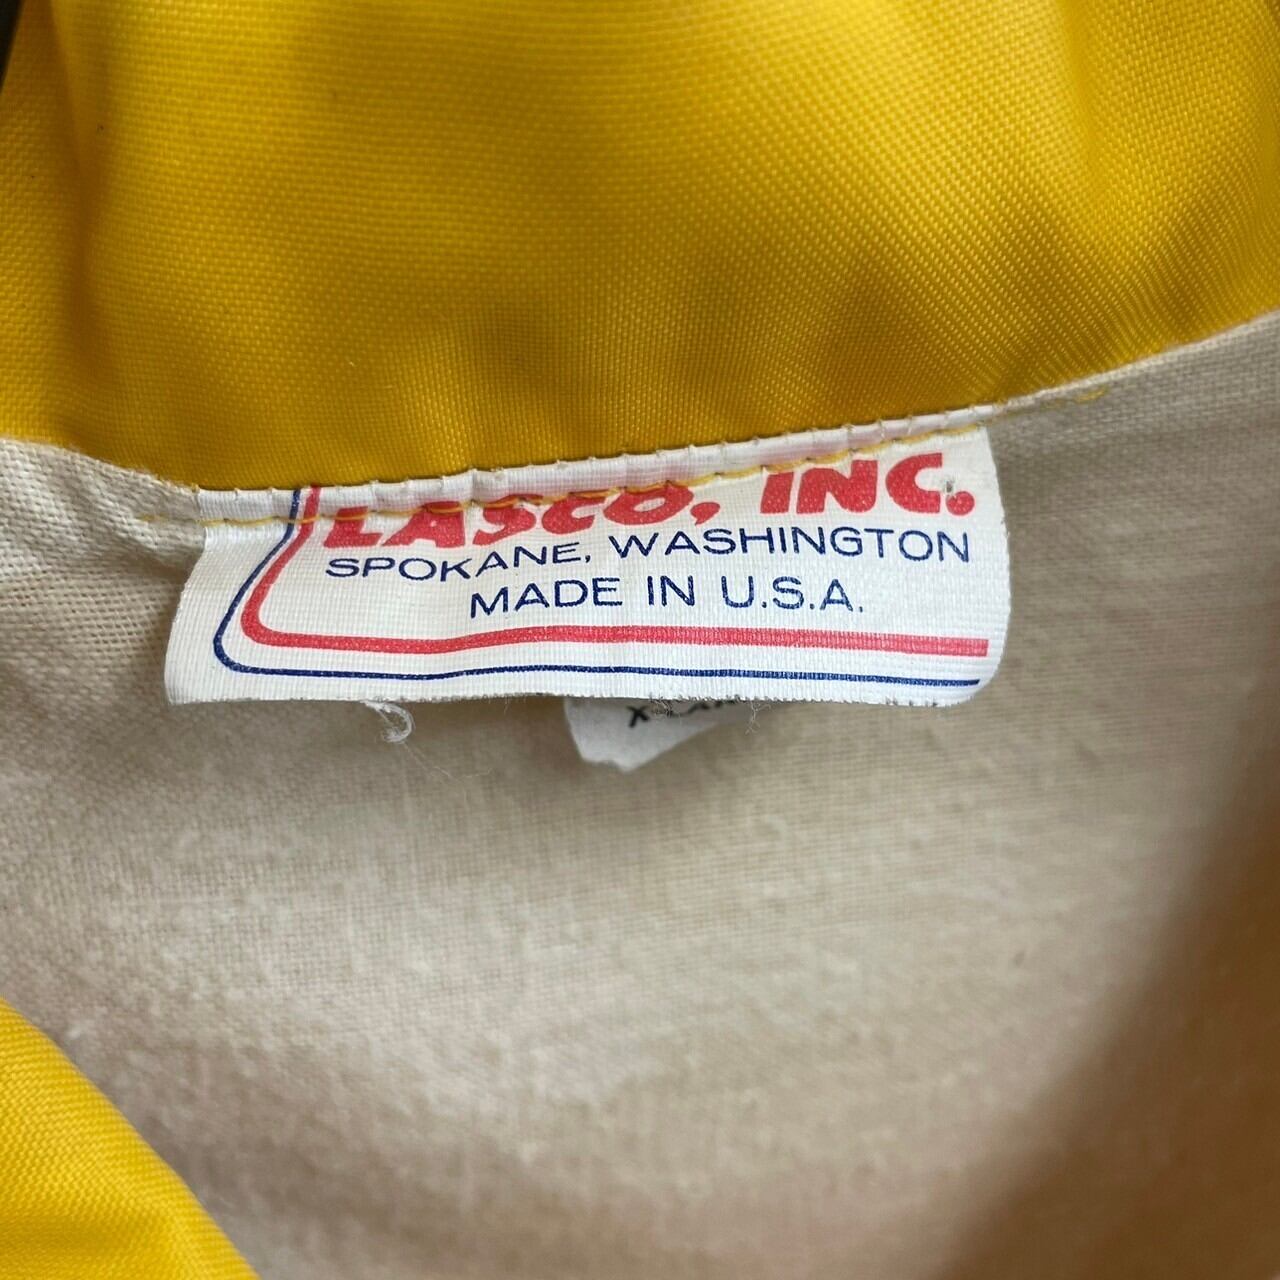 LASCO, INC.
SPOKANE, WASHINGTON
MADE IN U.S.A.